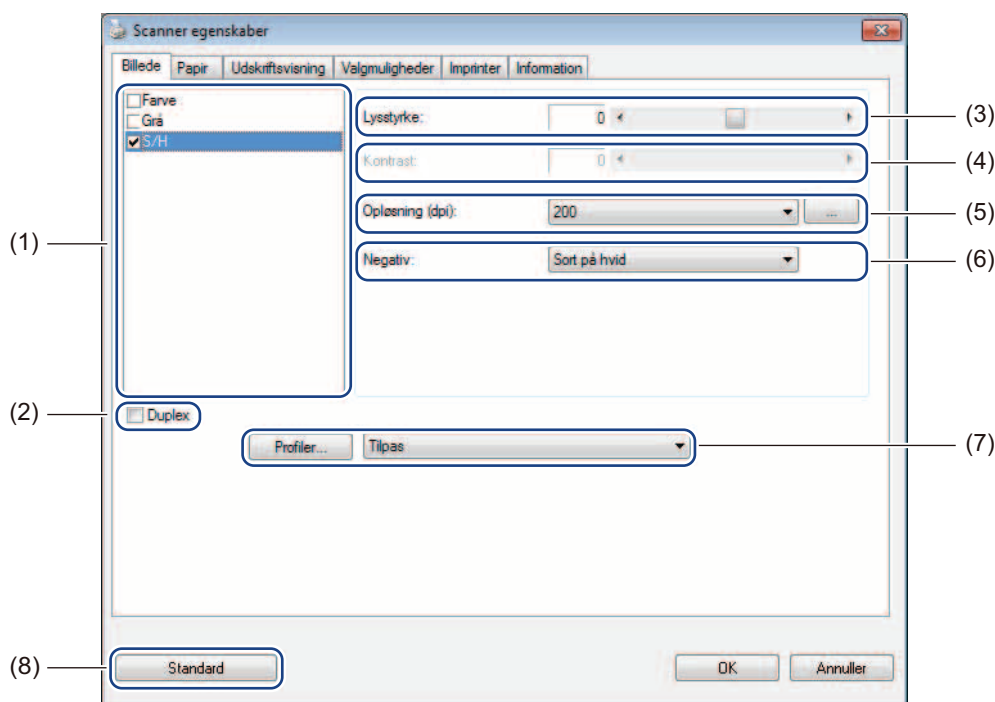 Scanner egenskaber
Billede Papir Udskriftsvisning Valgmuligheder Imprinter Information
Farve
Grå
S/H
Lysstyrke: 0
(3)
Kontrast: 0
(4)
Opløsning (dpi): 200 ...
(5)
Negativ: Sort på hvid
(6)
(1)
(2)
Duplex
Profiler... Tilpas
(7)
(8)
Standard OK Annuller